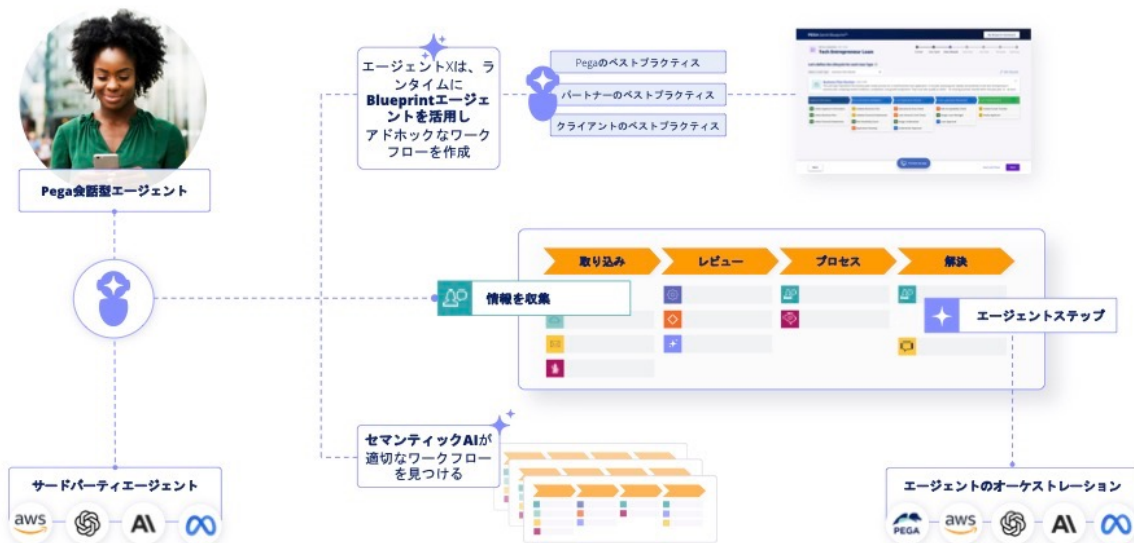 エージェントXは、ラ
ンタイムに
Blueprintエージェ
ントを活用し
アドホックなワーク
フローを作成
Pegaのベストプラクティス
パートナーのベストプラクティス
クライアントのベストプラクティス
Tech Entrepreneur Loan
Pega会話型エージェント
取り込み
レビュー
プロセス
解決
情報を収集
エージェントステップ
セマンティックAIが
適切なワークフロー
を見つける
サードパーティエージェント
aws
AI
エージェントのオーケストレーション
PEGA
aws
AI